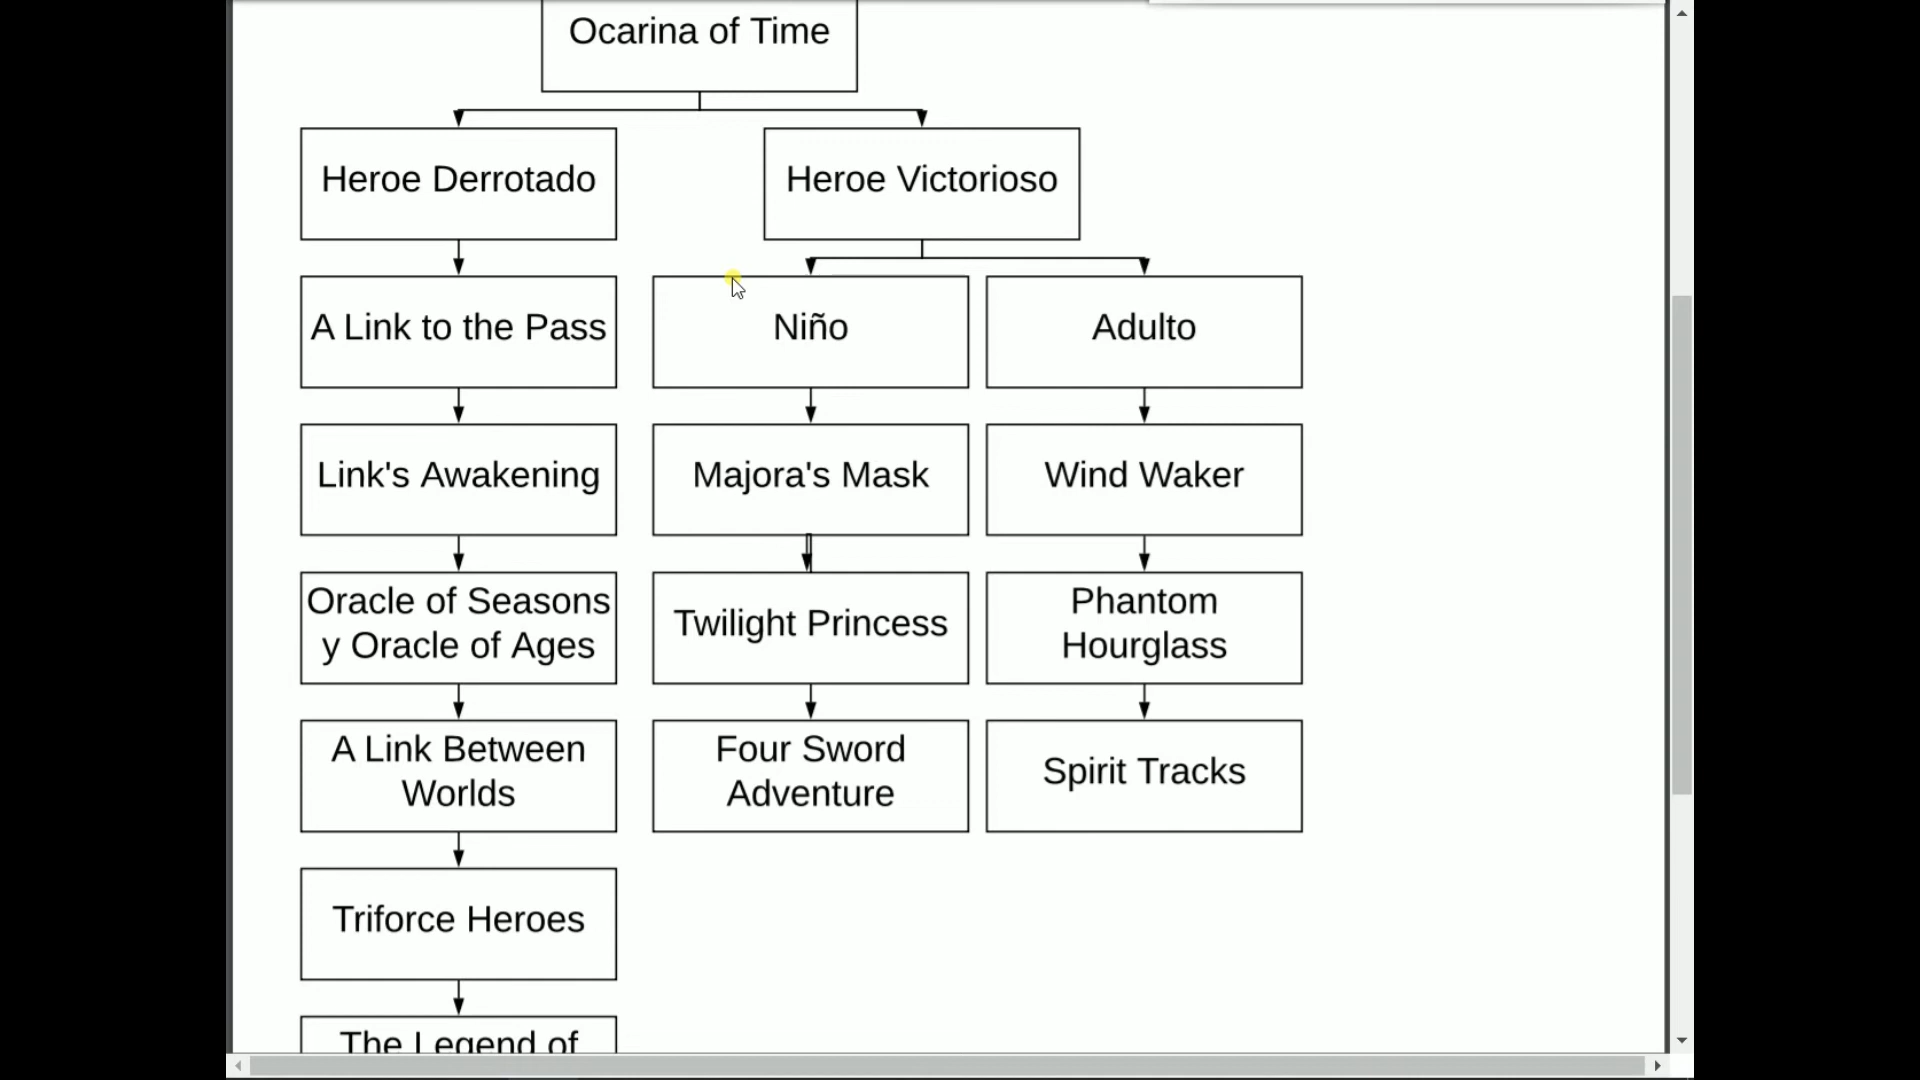 Ocarina of Time
Heroe Derrotado
Heroe Victorioso
A Link to the Pass
Niño
Adulto
Link's Awakening
Majora's Mask
Wind Waker
Oracle of Seasons
y Oracle of Ages
Twilight Princess
Phantom
Hourglass
A Link Between
Worlds
Four Sword
Adventure
Spirit Tracks
Triforce Heroes
The Legend of